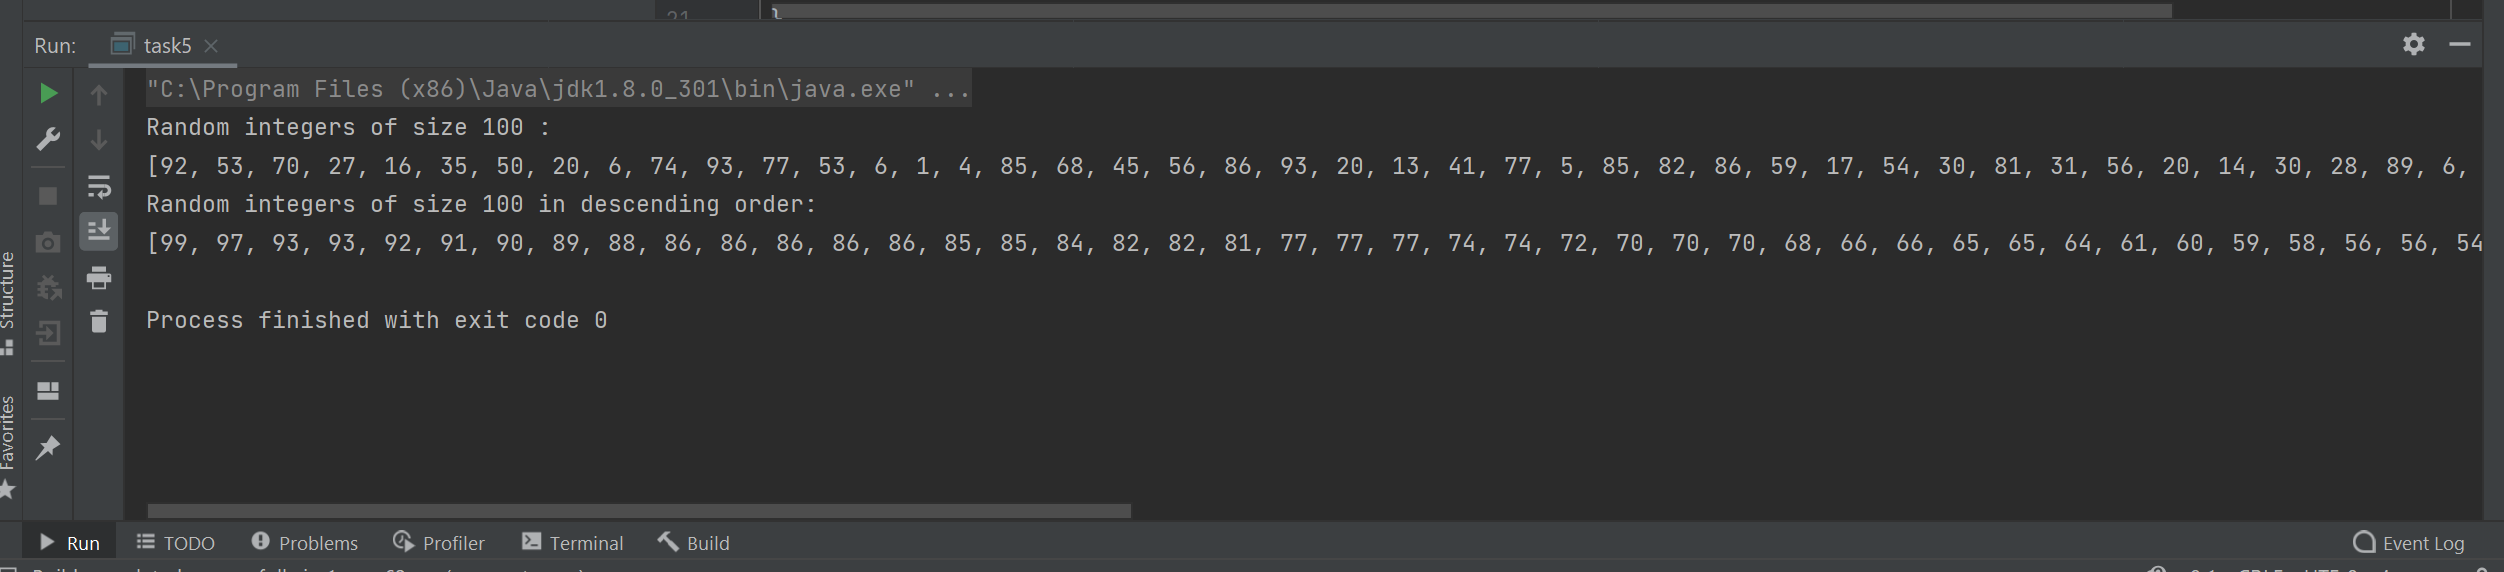 21
Run: task5
"C:\Program Files (x86)\Java\jdk1.8.0_301\bin\java.exe" ...
Random integers of size 100 :
[92, 53, 70, 27, 16, 35, 50, 20, 6, 74, 93, 77, 53, 6, 1, 4, 85, 68, 45, 56, 86, 93, 20, 13, 41, 77, 5, 85, 82, 86, 59, 17, 54, 30, 81, 31, 56, 20, 14, 30, 28, 89, 6,
Random integers of size 100 in descending order:
[99, 97, 93, 93, 92, 91, 90, 89, 88, 86, 86, 86, 86, 86, 85, 85, 84, 82, 82, 81, 77, 77, 77, 74, 74, 72, 70, 70, 70, 68, 66, 66, 65, 65, 64, 61, 60, 59, 58, 56, 56, 54
Process finished with exit code 0
Structure
Favorites
Run TODO Problems Profiler Terminal Build Event Log